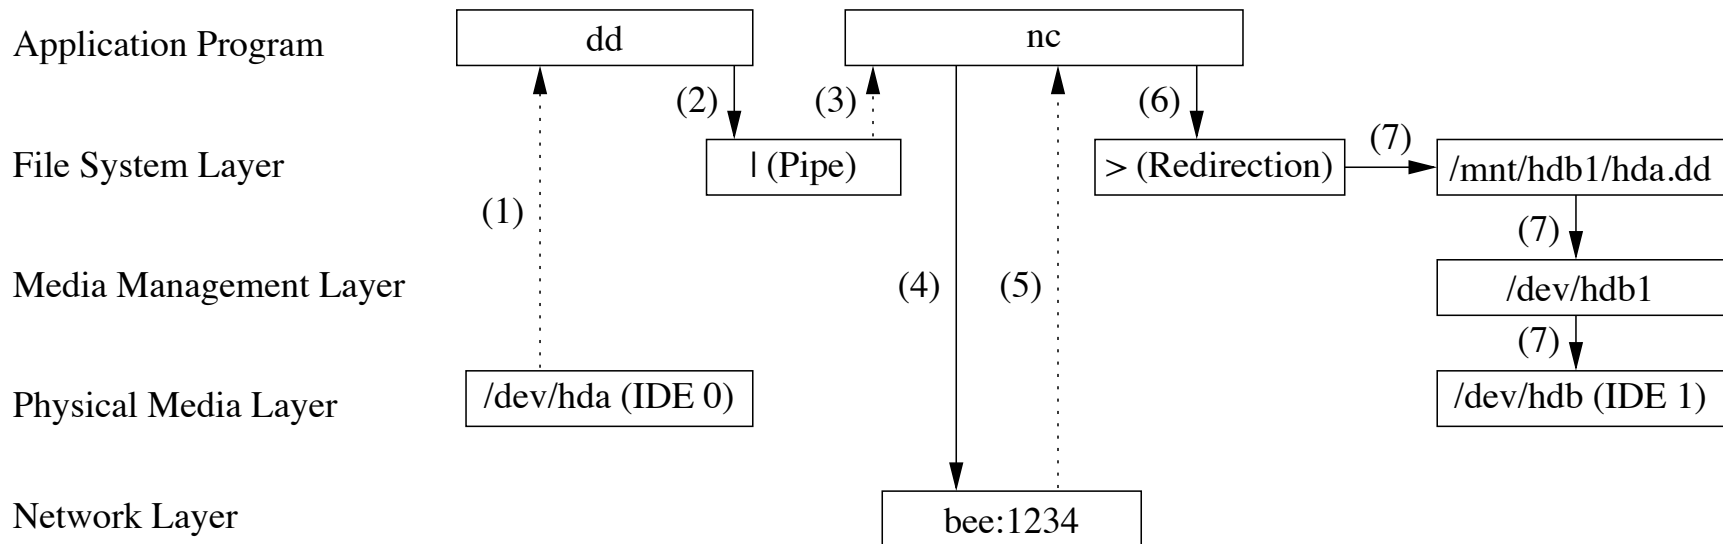 Application Program
dd
nc
(2)
(3)
(6)
File System Layer
| (Pipe)
> (Redirection)
(7)
/mnt/hdb1/hda.dd
(1)
(7)
Media Management Layer
(4)
(5)
/dev/hdb1
(7)
Physical Media Layer
/dev/hda (IDE 0)
/dev/hdb (IDE 1)
Network Layer
bee:1234